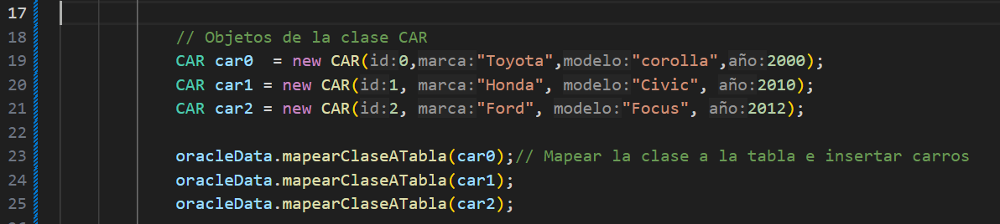 17
18 // Objetos de la clase CAR
19 CAR car0  = new CAR(id:0,marca:"Toyota",modelo:"corolla",año:2000);
20 CAR car1 = new CAR(id:1, marca:"Honda", modelo:"Civic", año:2010);
21 CAR car2 = new CAR(id:2, marca:"Ford", modelo:"Focus", año:2012);
22
23 oracleData.mapearClaseATabla(car0);// Mapear la clase a la tabla e insertar carros
24 oracleData.mapearClaseATabla(car1);
25 oracleData.mapearClaseATabla(car2);